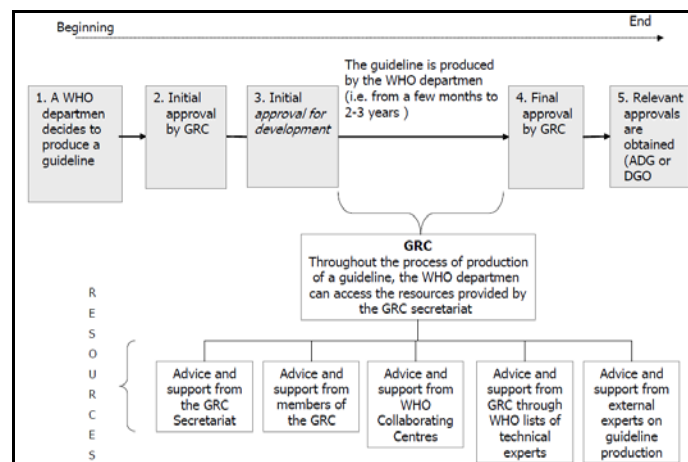 Beginning
End
The guideline is produced
by the WHO departmen
(i.e. from a few months to
2-3 years )
1. A WHO
departmen
decides to
produce a
guideline
2. Initial
approval
by GRC
3. Initial
approval for
development
4. Final
approval
by GRC
5. Relevant
approvals
are
obtained
(ADG or
DGO
GRC
Throughout the process of production
of a guideline, the WHO departmen
can access the resources provided by
the GRC secretariat
R
E
S
O
U
R
C
E
S
Advice and
support from
the GRC
Secretariat
Advice and
support from
members of
the GRC
Advice and
support from
WHO
Collaborating
Centres
Advice and
support from
GRC through
WHO lists of
technical
experts
Advice and
support from
external
experts on
guideline
production